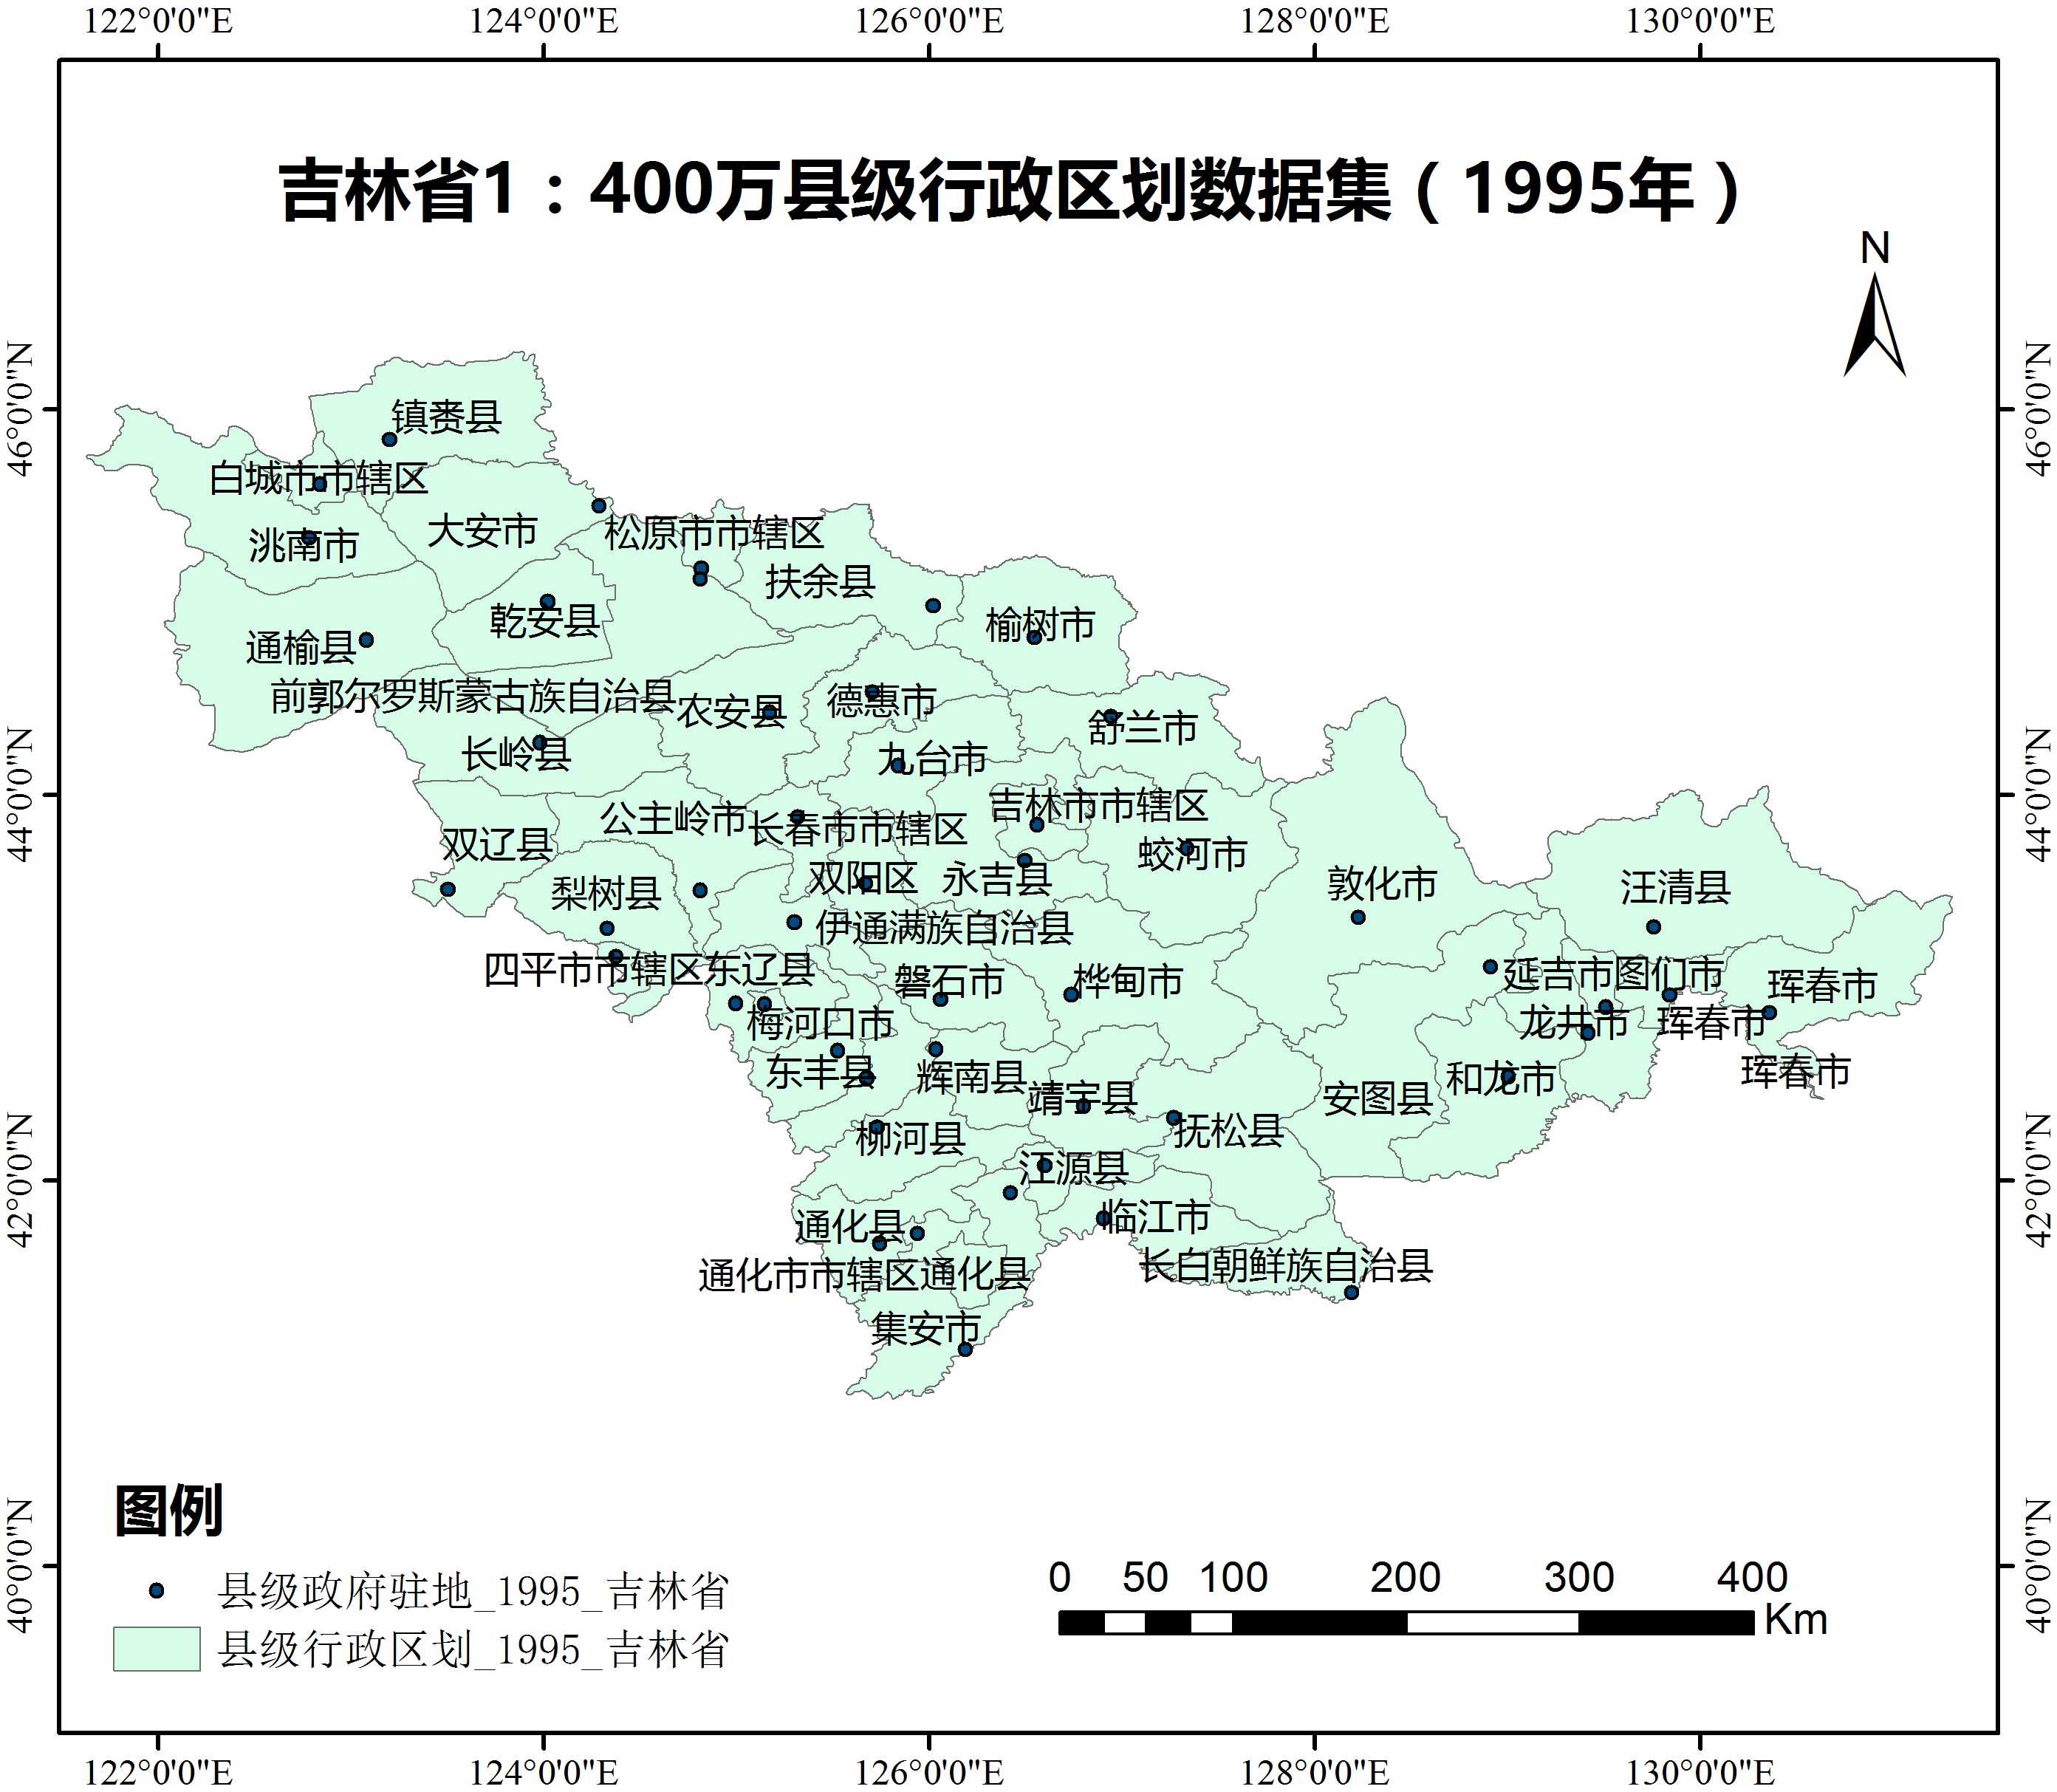 122°0'0"E 124°0'0"E 126°0'0"E 128°0'0"E 130°0'0"E
吉林省1：400万县级行政区划数据集（1995年）
N
46°0'0"N 46°0'0"N
镇赉县
白城市市辖区
大安市
松原市市辖区
洮南市
扶余县
乾安县
榆树市
通榆县
前郭尔罗斯蒙古族自治县
农安县
德惠市
舒兰市
长岭县
九台市
44°0'0"N 44°0'0"N
公主岭市
长春市市辖区
吉林市市辖区
双辽县
蛟河市
双阳区
永吉县
梨树县
敦化市
汪清县
伊通满族自治县
四平市市辖区
东辽县
磐石市
桦甸市
延吉市
图们市
珲春市
梅河口市
龙井市
珲春市
东丰县
辉南县
靖宇县
安图县
和龙市
珲春市
柳河县
抚松县
江源县
42°0'0"N 42°0'0"N
通化县
临江市
通化市市辖区
通化县
长白朝鲜族自治县
集安市
40°0'0"N 40°0'0"N
图例
县级政府驻地_1995_吉林省
县级行政区划_1995_吉林省
0 50 100 200 300 400
Km
122°0'0"E 124°0'0"E 126°0'0"E 128°0'0"E 130°0'0"E